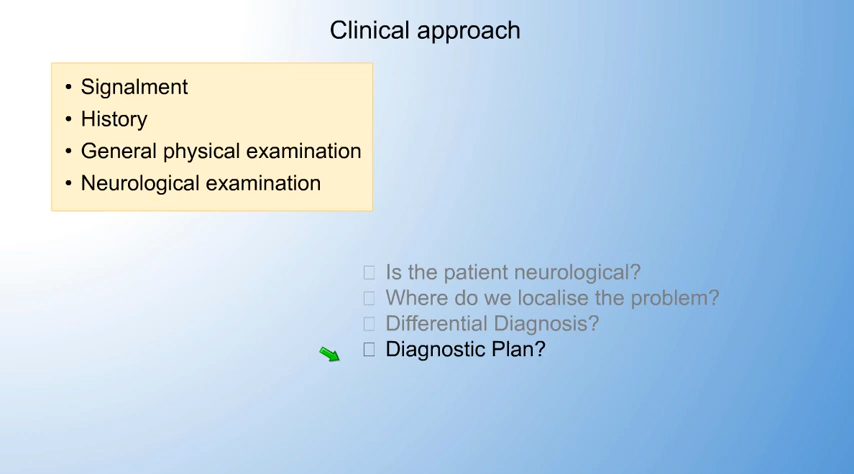 Clinical approach
• Signalment
• History
• General physical examination
• Neurological examination
Is the patient neurological?
Where do we localise the problem?
Differential Diagnosis?
Diagnostic Plan?